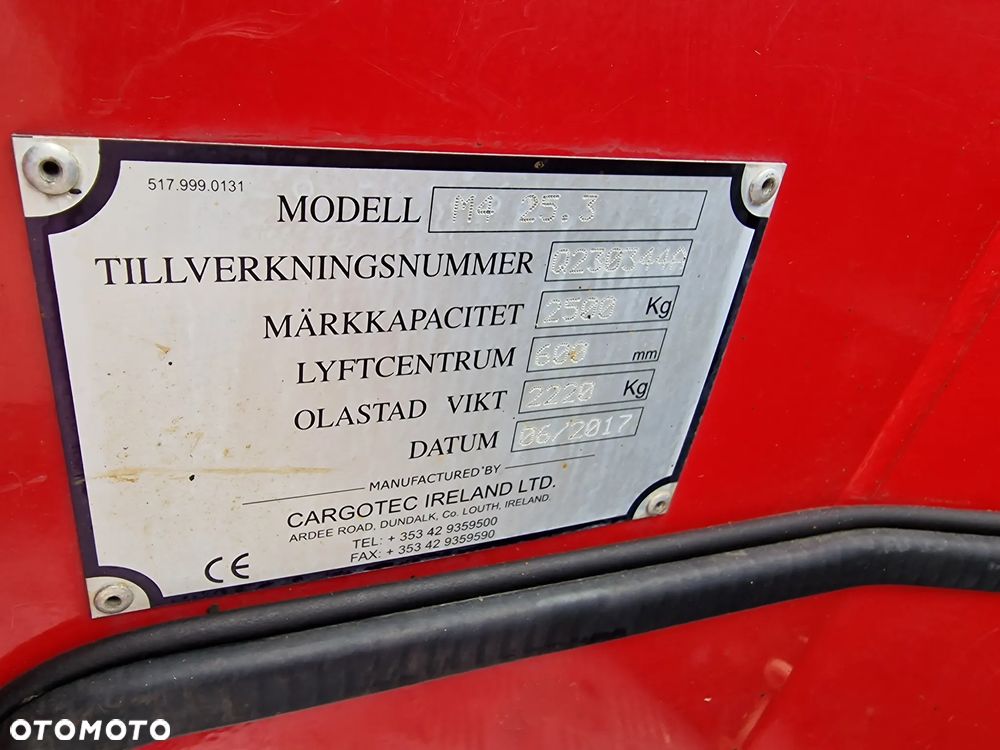 517.999.0131
MODELL M4 25.3
TILLVERKNINGSNUMMER Q230344A
MÄRKKAPACITET 2500 Kg
LYFTCENTRUM 600 mm
OLASTAD VIKT 2220 Kg
DATUM 06/2017
MANUFACTURED BY
CARGOTEC IRELAND LTD.
ARDEE ROAD, DUNDALK, Co. LOUTH, IRELAND.
TEL: + 353 42 9359500
FAX: + 353 42 9359590
CE
OTOMOTO